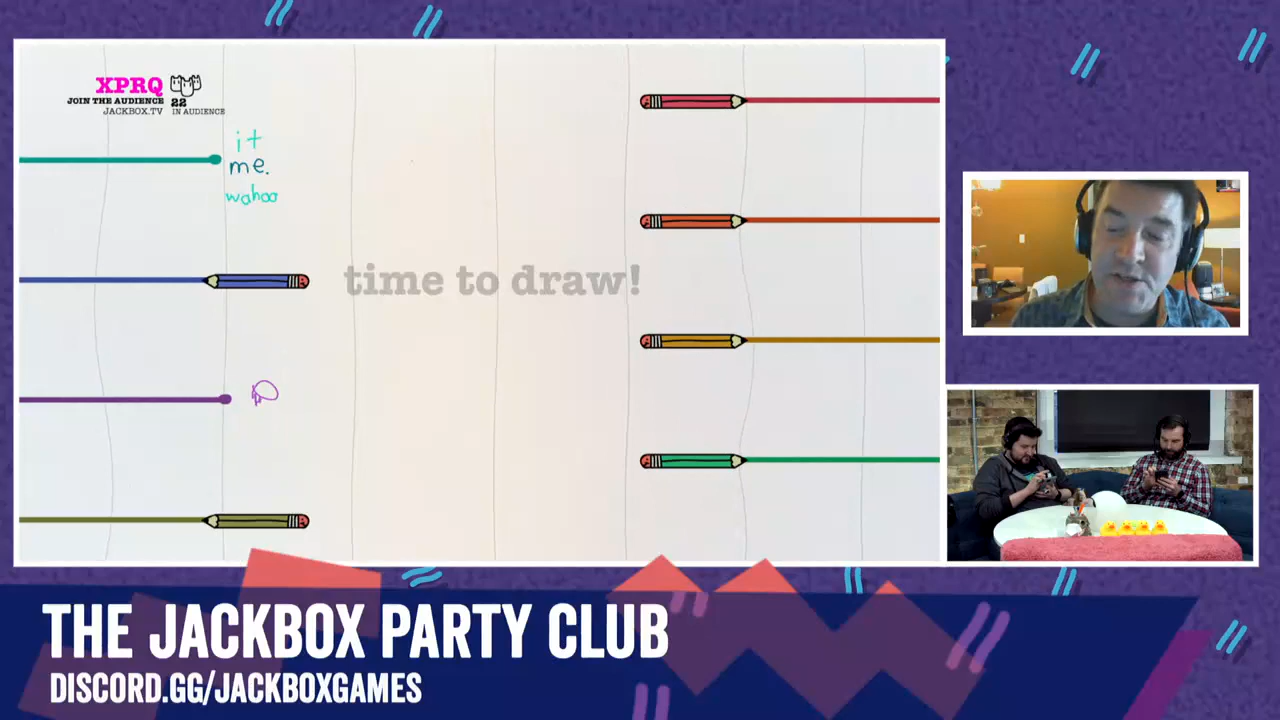 XPRQ
JOIN THE AUDIENCE
JACKBOX.TV
22
IN AUDIENCE
it
me.
wahoo
time to draw!
THE JACKBOX PARTY CLUB
DISCORD.GG/JACKBOXGAMES